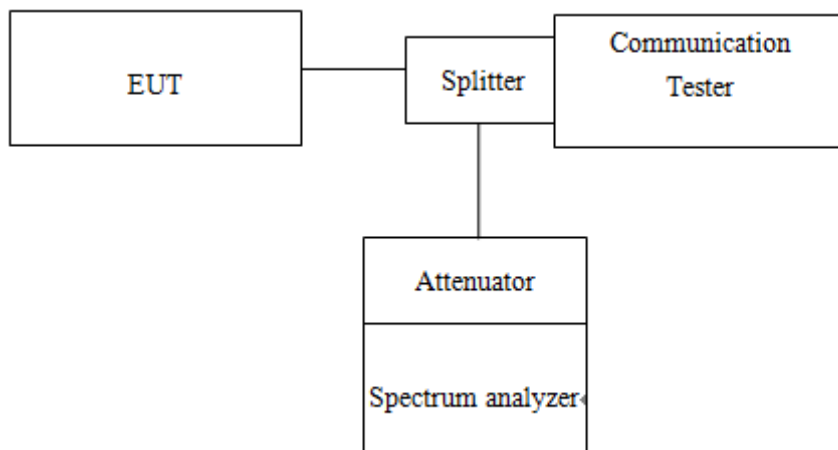 EUT
Splitter
Communication
Tester
Attenuator
Spectrum analyzer